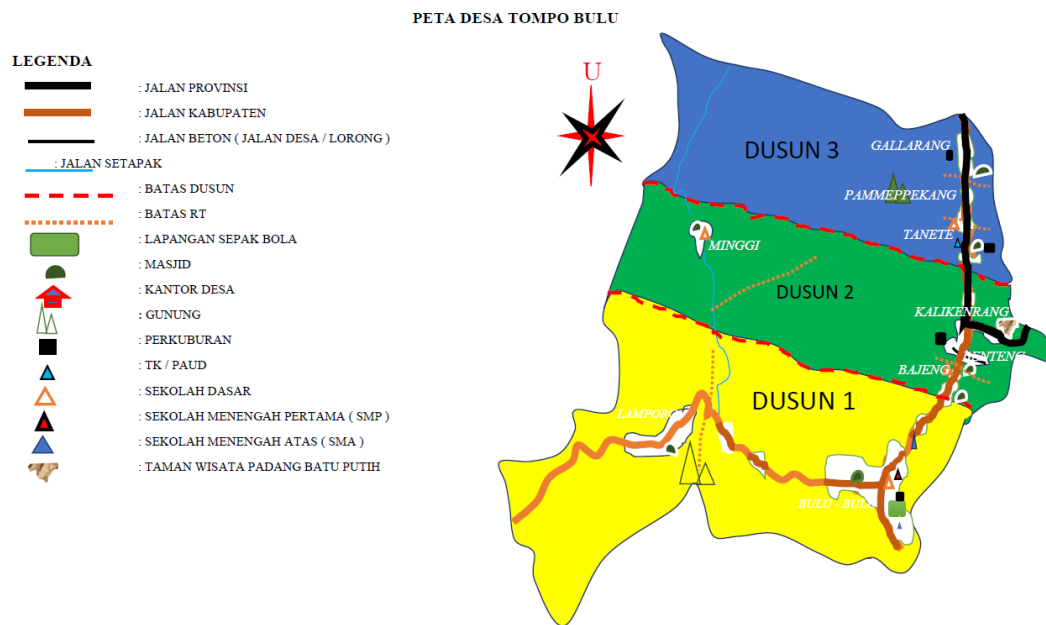 PETA DESA TOMPO BULU
LEGENDA
: JALAN PROVINSI
: JALAN KABUPATEN
: JALAN BETON ( JALAN DESA / LORONG )
: JALAN SETAPAK
: BATAS DUSUN
: BATAS RT
: LAPANGAN SEPAK BOLA
: MASJID
: KANTOR DESA
: GUNUNG
: PERKUBURAN
: TK / PAUD
: SEKOLAH DASAR
: SEKOLAH MENENGAH PERTAMA ( SMP )
: SEKOLAH MENENGAH ATAS ( SMA )
: TAMAN WISATA PADANG BATU PUTIH
U
DUSUN 3
GALLARANG
PAMMEPPEKANG
TANETE
MINGGI
DUSUN 2
KALIKENRANG
BENTENG
BAJENG
DUSUN 1
LAMPORO
BULU - BULU